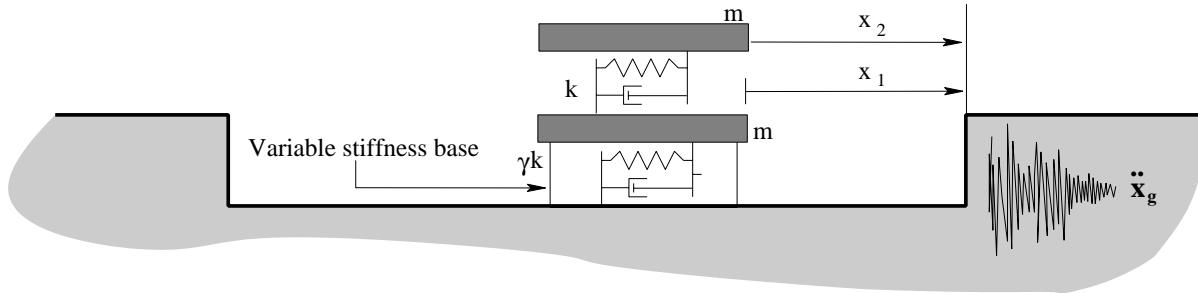 m
x 2
k
x 1
m
Variable stiffness base
γk
ẍg